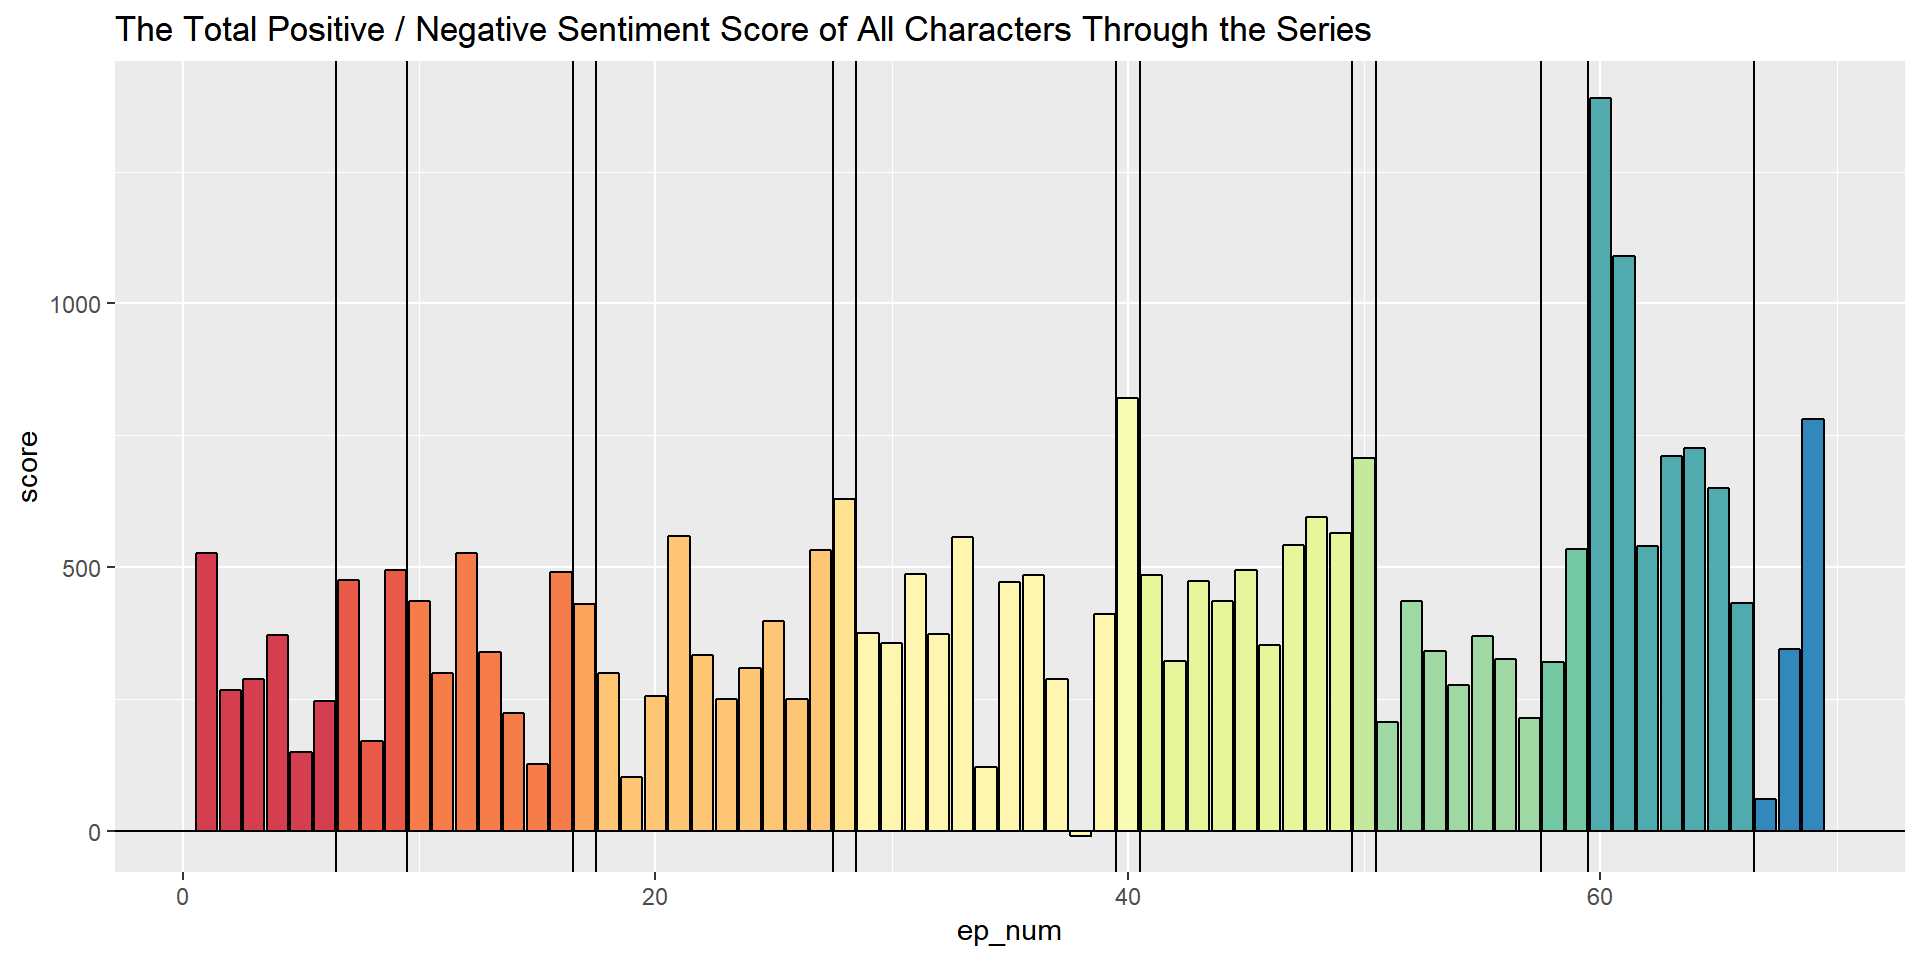 The Total Positive / Negative Sentiment Score of All Characters Through the Series
score
1000
500
0
0 20 40 60
ep_num